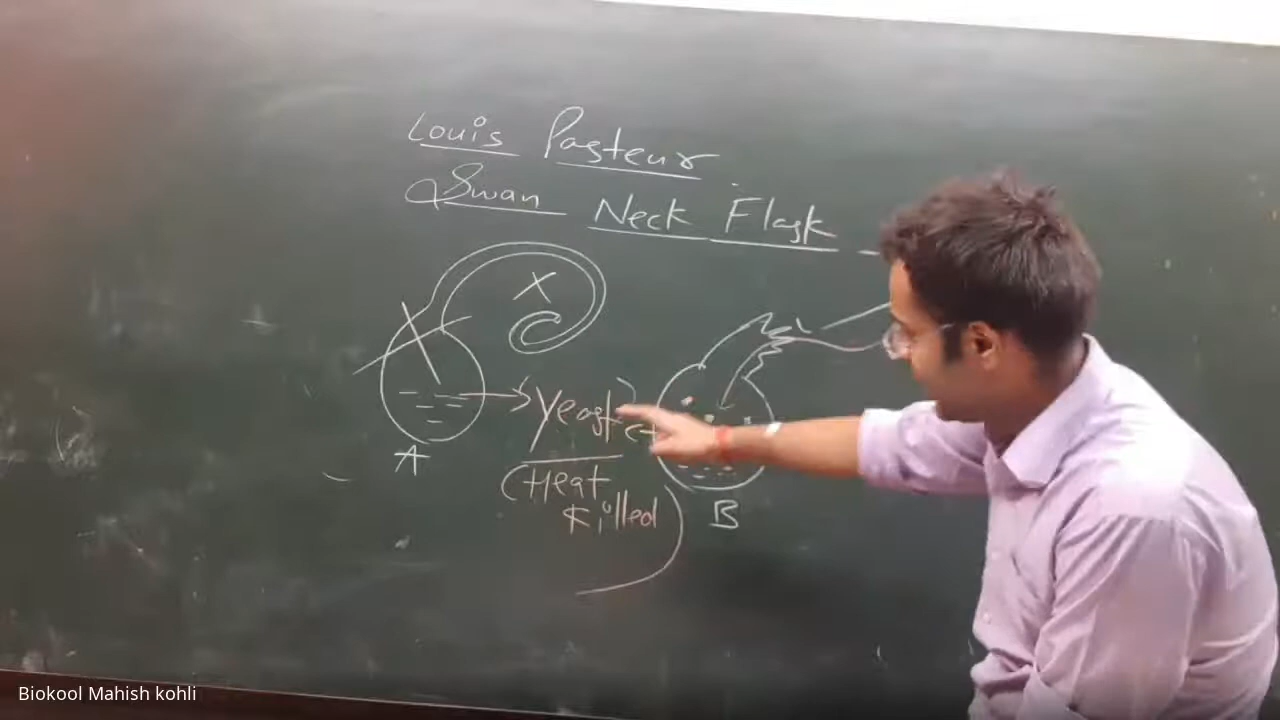 Louis Pasteur
Swan Neck Flask
X
Yeast
(Heat
Killed)
A
B
Biokool Mahish kohli